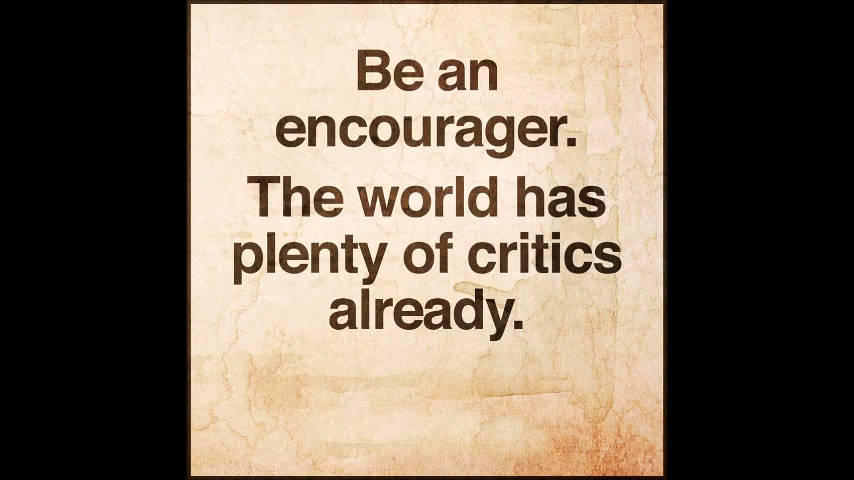 Be an
encourager.
The world has
plenty of critics
already.